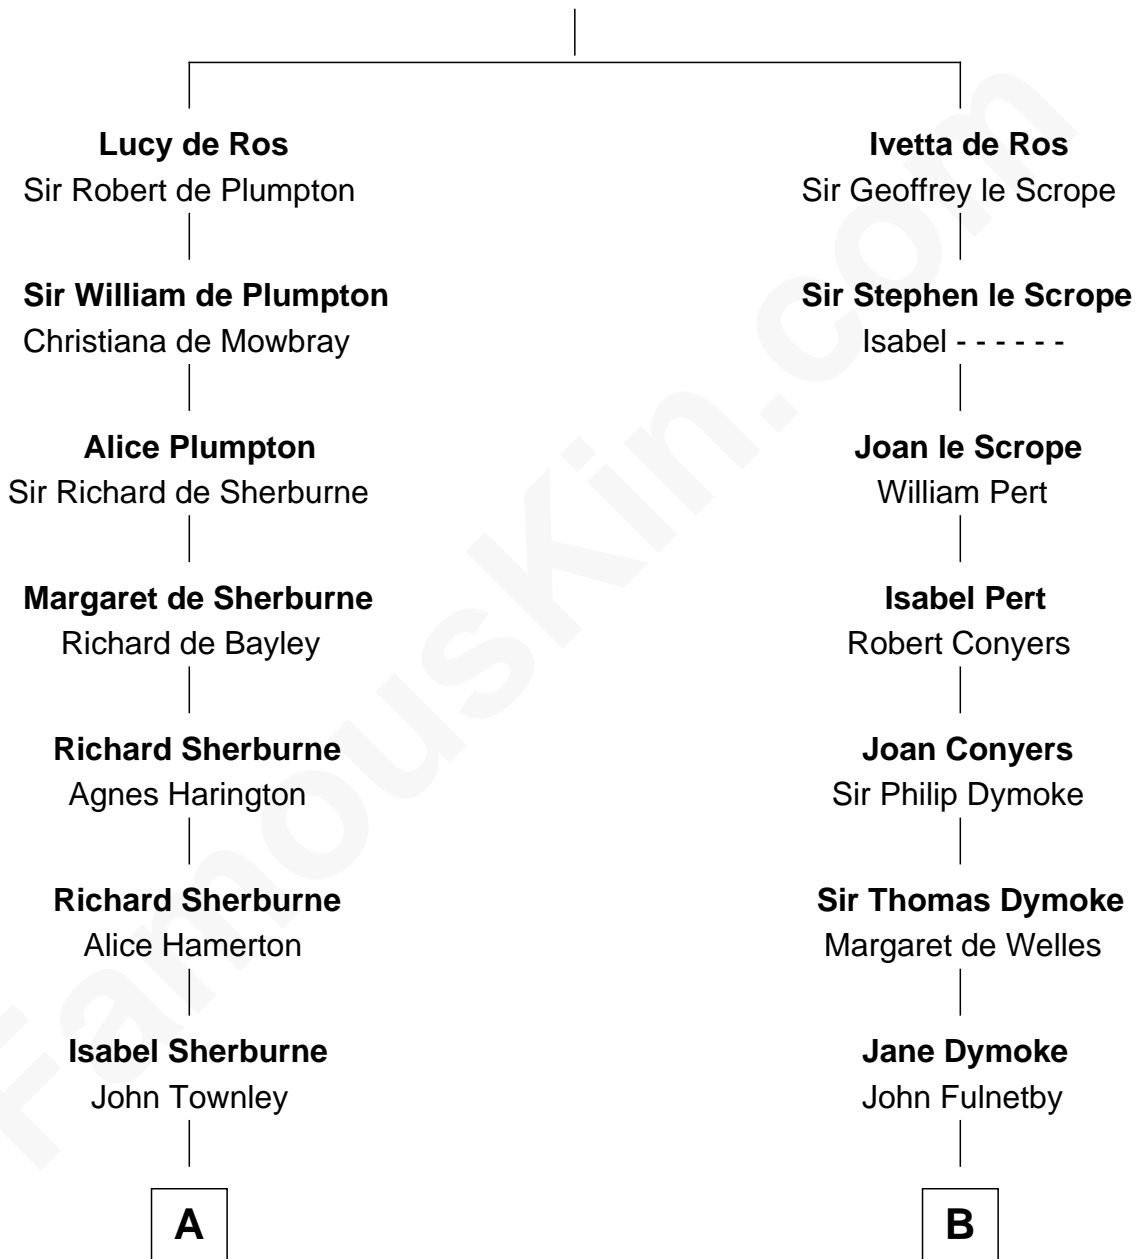 Lucy de Ros
Sir Robert de Plumpton
Sir William de Plumpton
Christiana de Mowbray
Alice Plumpton
Sir Richard de Sherburne
Margaret de Sherburne
Richard de Bayley
Richard Sherburne
Agnes Harington
Richard Sherburne
Alice Hamerton
Isabel Sherburne
John Townley
A
Ivetta de Ros
Sir Geoffrey le Scrope
Sir Stephen le Scrope
Isabel - - - - - -
Joan le Scrope
William Pert
Isabel Pert
Robert Conyers
Joan Conyers
Sir Philip Dymoke
Sir Thomas Dymoke
Margaret de Welles
Jane Dymoke
John Fulnetby
B
FamousKin.com